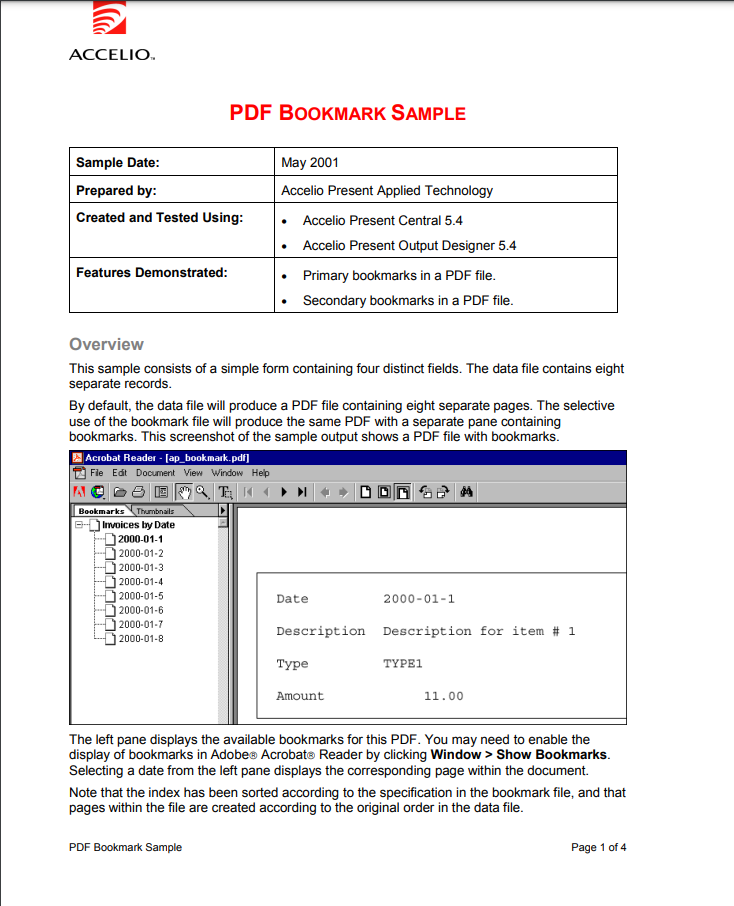 ACCELIO™
PDF BOOKMARK SAMPLE
Sample Date: May 2001
Prepared by: Accelio Present Applied Technology
Created and Tested Using: • Accelio Present Central 5.4
• Accelio Present Output Designer 5.4
Features Demonstrated: • Primary bookmarks in a PDF file.
• Secondary bookmarks in a PDF file.
Overview
This sample consists of a simple form containing four distinct fields. The data file contains eight
separate records.
By default, the data file will produce a PDF file containing eight separate pages. The selective
use of the bookmark file will produce the same PDF with a separate pane containing
bookmarks. This screenshot of the sample output shows a PDF file with bookmarks.
Acrobat Reader - [ap_bookmark.pdf]
File Edit Document View Window Help
Bookmarks Thumbnails
Invoices by Date
2000-01-1
2000-01-2
2000-01-3
2000-01-4
2000-01-5
2000-01-6
2000-01-7
2000-01-8
Date 2000-01-1
Description Description for item # 1
Type TYPE1
Amount 11.00
The left pane displays the available bookmarks for this PDF. You may need to enable the
display of bookmarks in Adobe® Acrobat® Reader by clicking Window > Show Bookmarks.
Selecting a date from the left pane displays the corresponding page within the document.
Note that the index has been sorted according to the specification in the bookmark file, and that
pages within the file are created according to the original order in the data file.
PDF Bookmark Sample Page 1 of 4